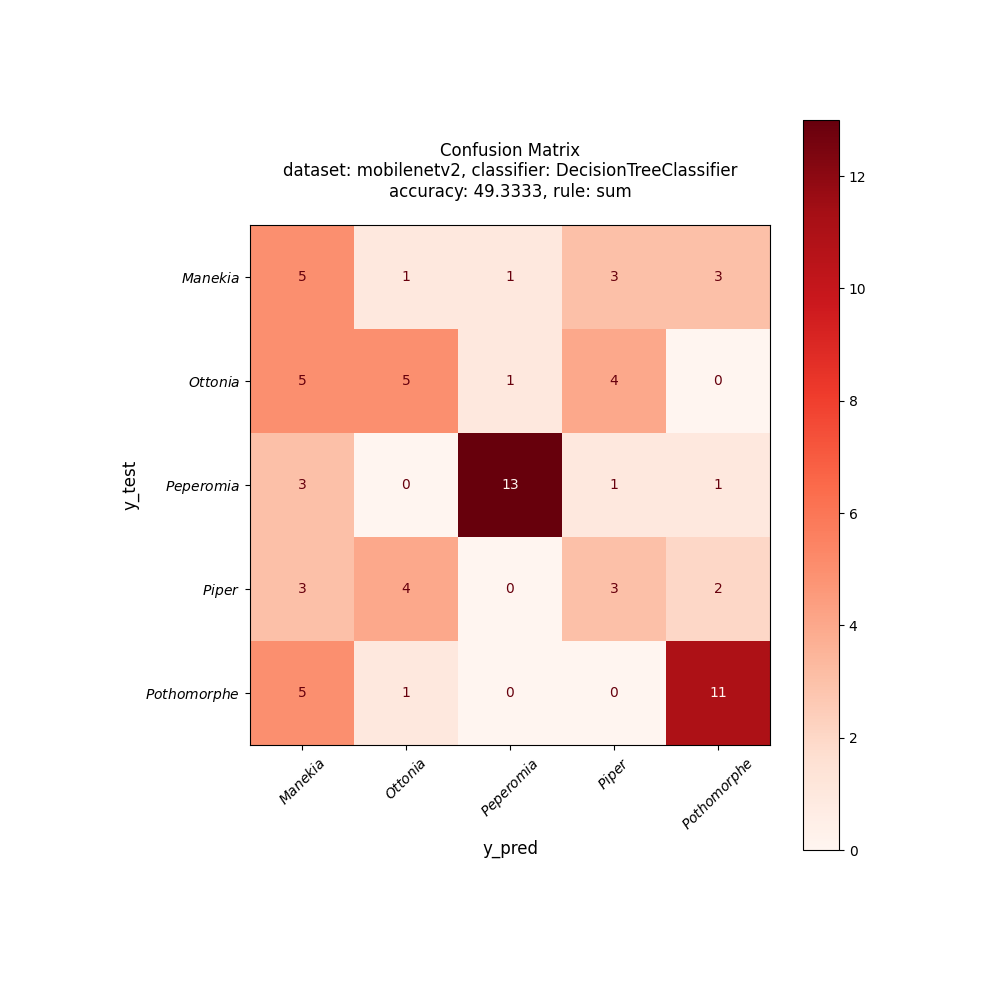 Confusion Matrix
dataset: mobilenetv2, classifier: DecisionTreeClassifier
accuracy: 49.3333, rule: sum
y_test
Manekia 5 1 1 3 3
Ottonia 5 5 1 4 0
Peperomia 3 0 13 1 1
Piper 3 4 0 3 2
Pothomorphe 5 1 0 0 11
Manekia Ottonia Peperomia Piper Pothomorphe
y_pred
12
10
8
6
4
2
0